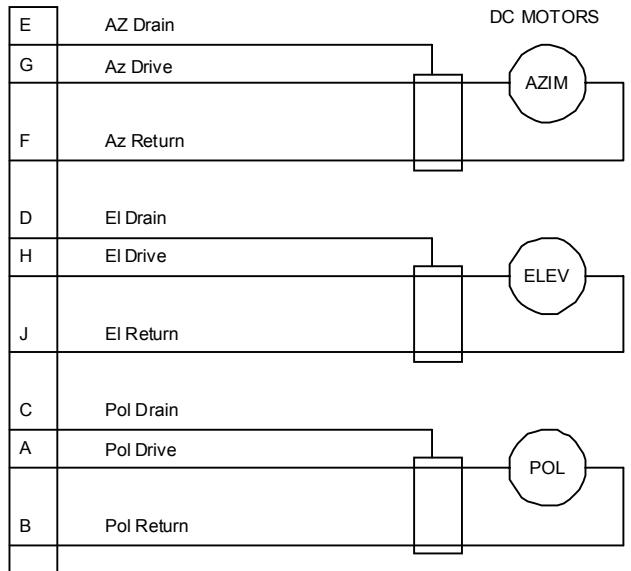 DC MOTORS
E AZ Drain
G Az Drive
AZIM
F Az Return
D El Drain
H El Drive
ELEV
J El Return
C Pol Drain
A Pol Drive
POL
B Pol Return